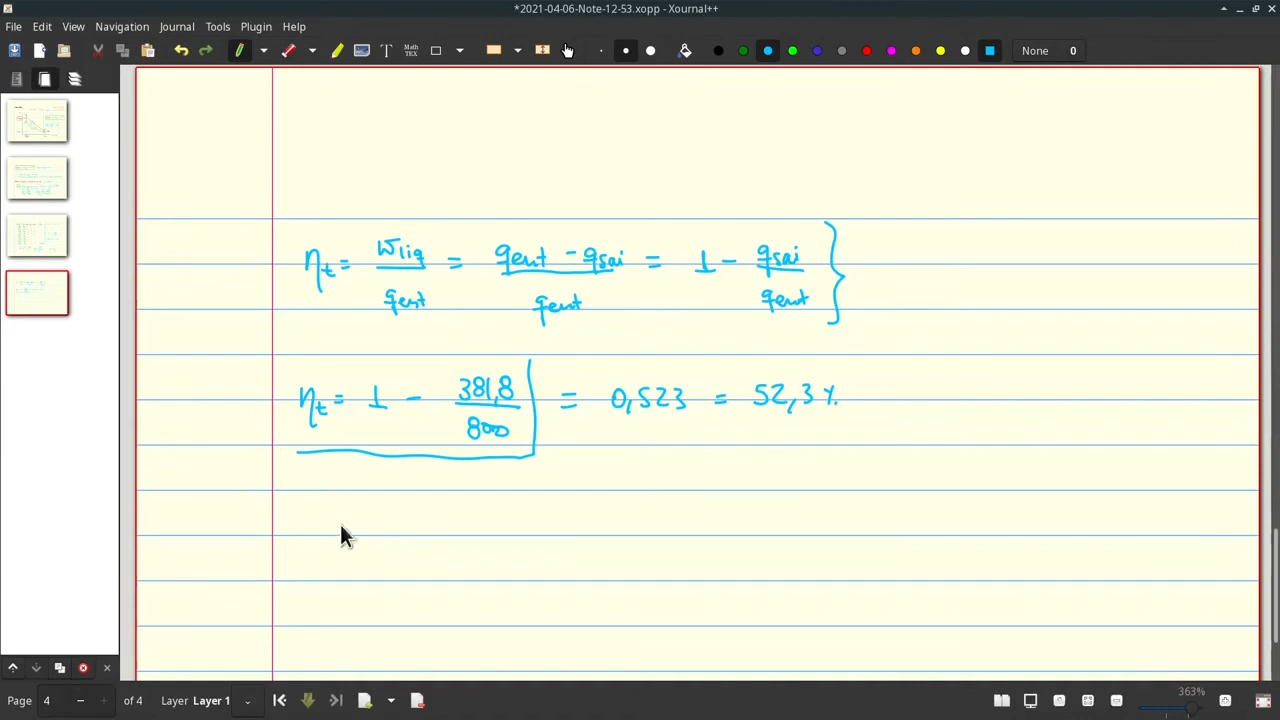 *2021-04-06-Note-12-53.xopp - Xournal++
File Edit View Navigation Journal Tools Plugin Help
Math TEX None 0
ηt = wliq/qent = (qent - qsai)/qent = 1 - qsai/qent }
ηt = 1 - 381,8/800 = 0,523 = 52,3%
Page 4 of 4 Layer Layer 1 363%